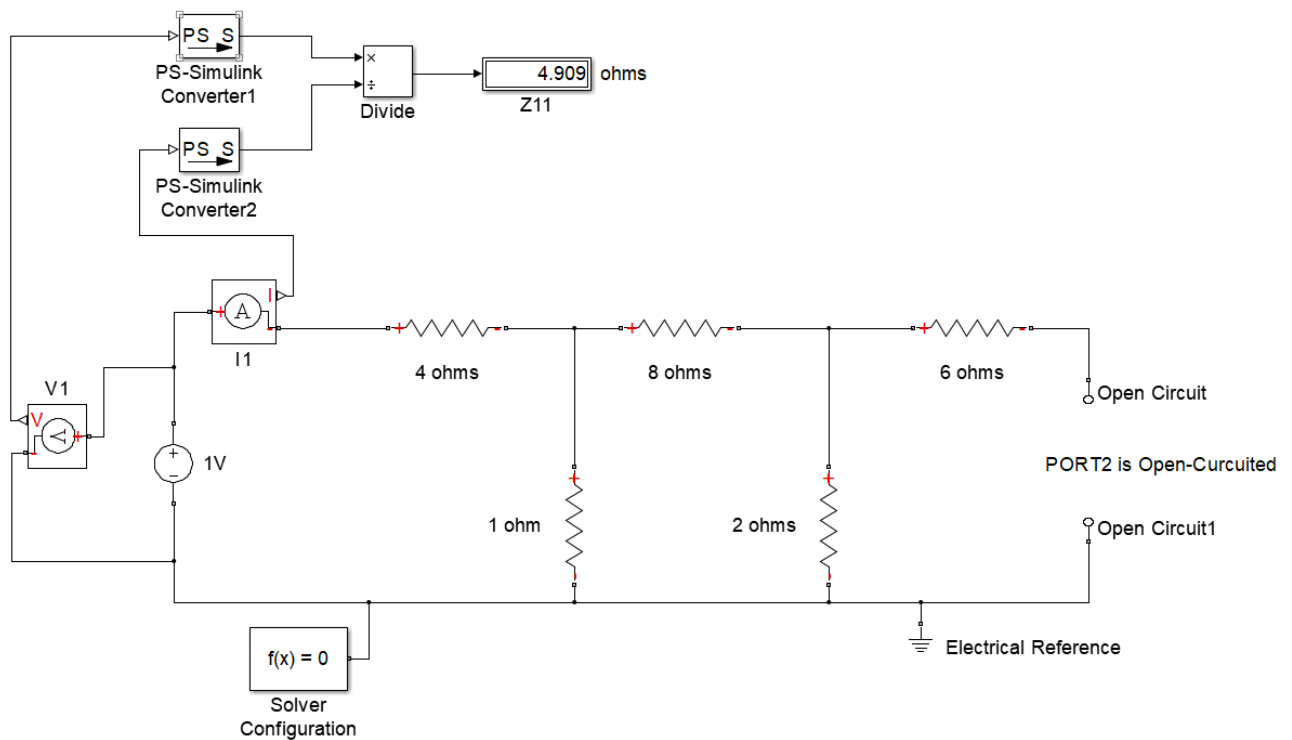 PS S
PS-Simulink
Converter1
×
÷
Divide
4.909 ohms
Z11
PS S
PS-Simulink
Converter2
A
I
+
-
I1
+
-
4 ohms
+
-
8 ohms
+
-
6 ohms
Open Circuit
V1
V
V
+
-
+
-
1V
PORT2 is Open-Curcuited
+
-
1 ohm
+
-
2 ohms
Open Circuit1
f(x) = 0
Solver
Configuration
Electrical Reference